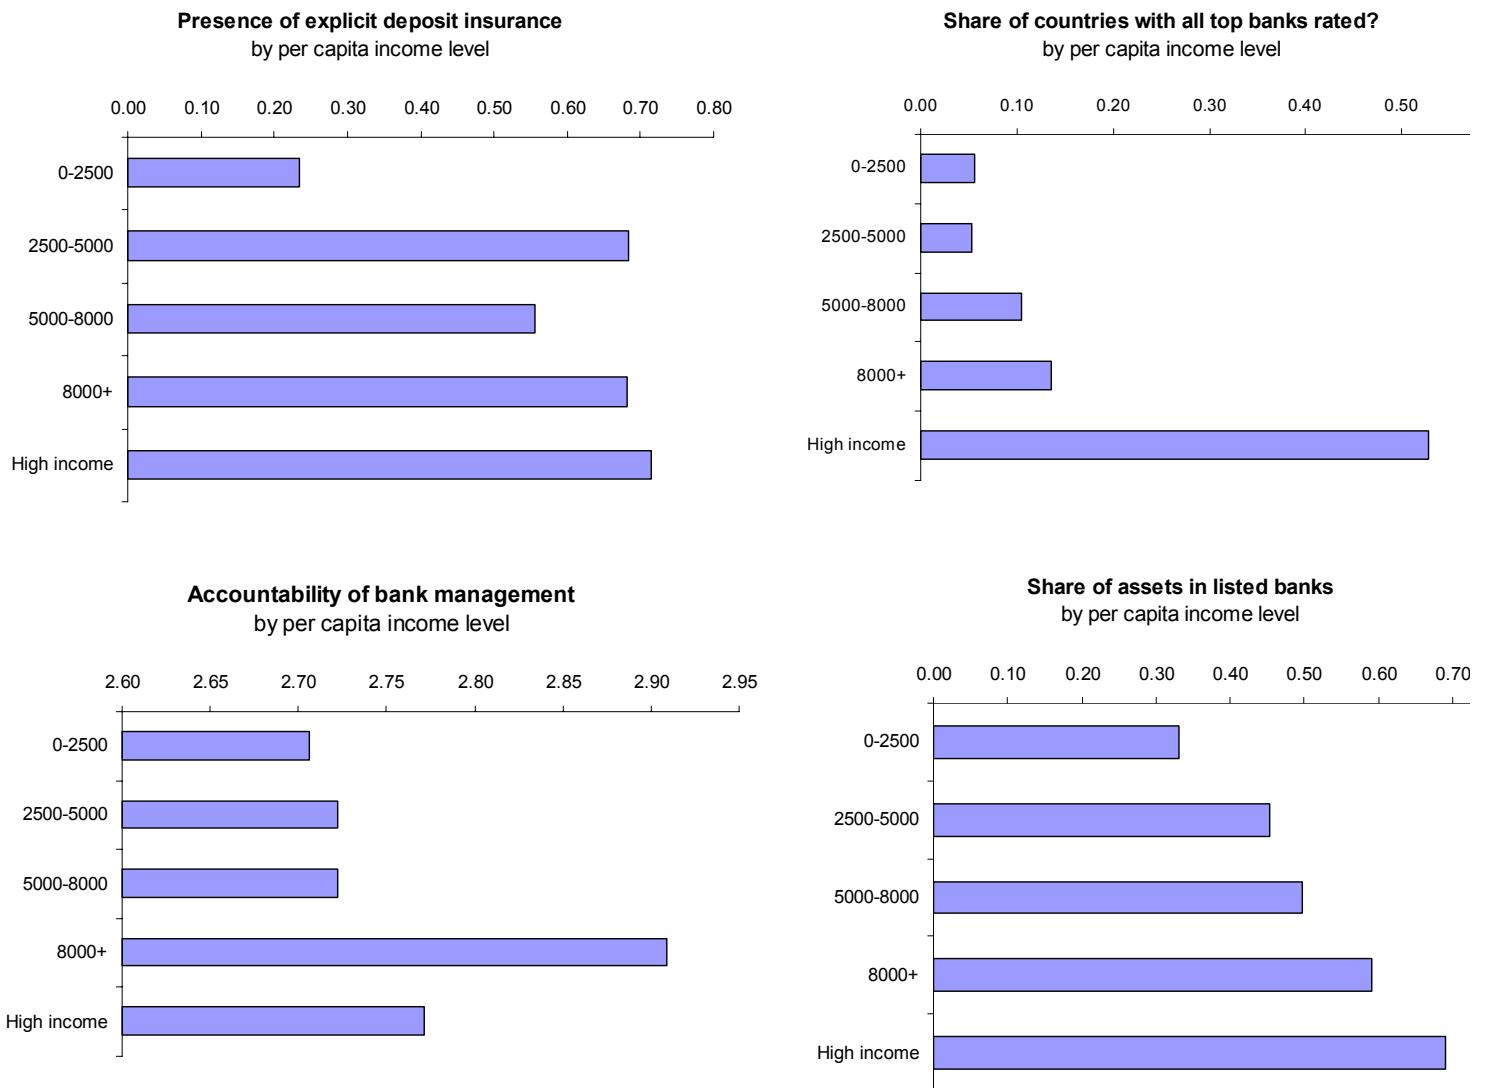 Presence of explicit deposit insurance
by per capita income level
0.00 0.10 0.20 0.30 0.40 0.50 0.60 0.70 0.80
0-2500
2500-5000
5000-8000
8000+
High income
Share of countries with all top banks rated?
by per capita income level
0.00 0.10 0.20 0.30 0.40 0.50
0-2500
2500-5000
5000-8000
8000+
High income
Accountability of bank management
by per capita income level
2.60 2.65 2.70 2.75 2.80 2.85 2.90 2.95
0-2500
2500-5000
5000-8000
8000+
High income
Share of assets in listed banks
by per capita income level
0.00 0.10 0.20 0.30 0.40 0.50 0.60 0.70
0-2500
2500-5000
5000-8000
8000+
High income